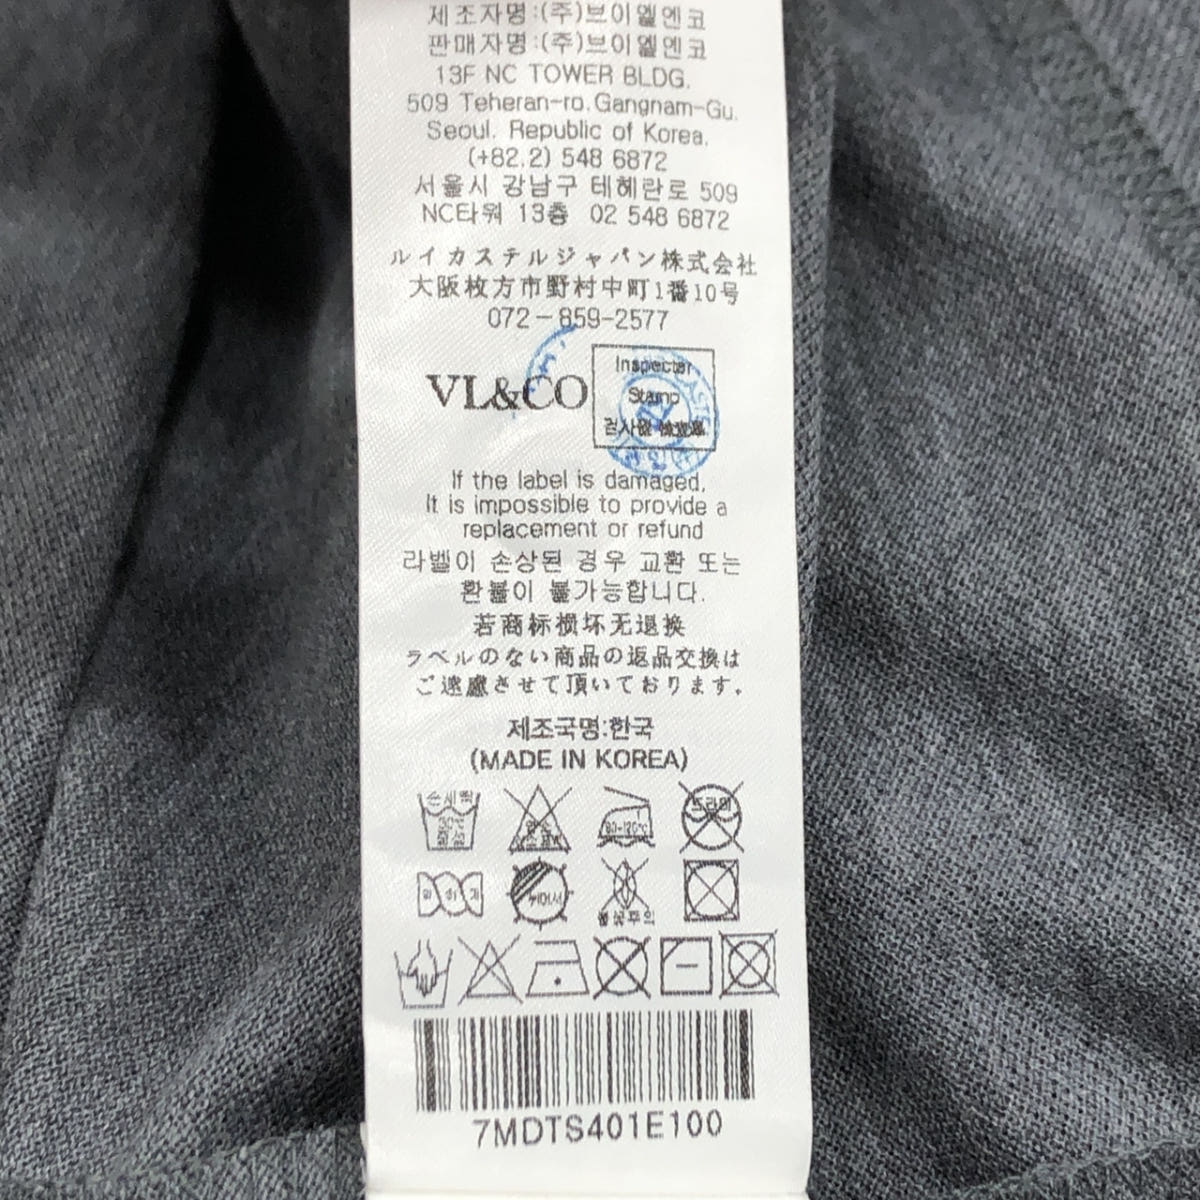 제조자명:(주)브이엘엔코
판매자명:(주)브이엘엔코
13F NC TOWER BLDG.
509 Teheran-ro.Gangnam-Gu.
Seoul. Republic of Korea.
(+82.2) 548 6872
서울시 강남구 테헤란로 509
NC타워 13층 02 548 6872
ルイカステルジャパン株式会社
大阪枚方市野村中町1番10号
072-859-2577
VL&CO
Inspecter
Stamp
If the label is damaged,
It is impossible to provide a
replacement or refund
라벨이 손상된 경우 교환 또는
환불이 불가능합니다.
若商标损坏无退换
ラベルのない商品の返品交換は
ご遠慮させて頂いております.
제조국명:한국
(MADE IN KOREA)
손세탁
드라이
80-120℃
7MDTS401E100